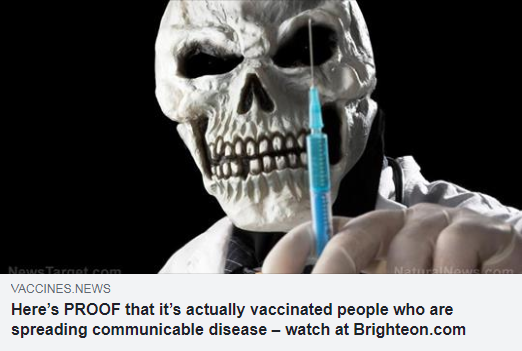 NewsTarget.com
NaturalNews.com
VACCINES.NEWS
Here's PROOF that it's actually vaccinated people who are
spreading communicable disease – watch at Brighteon.com